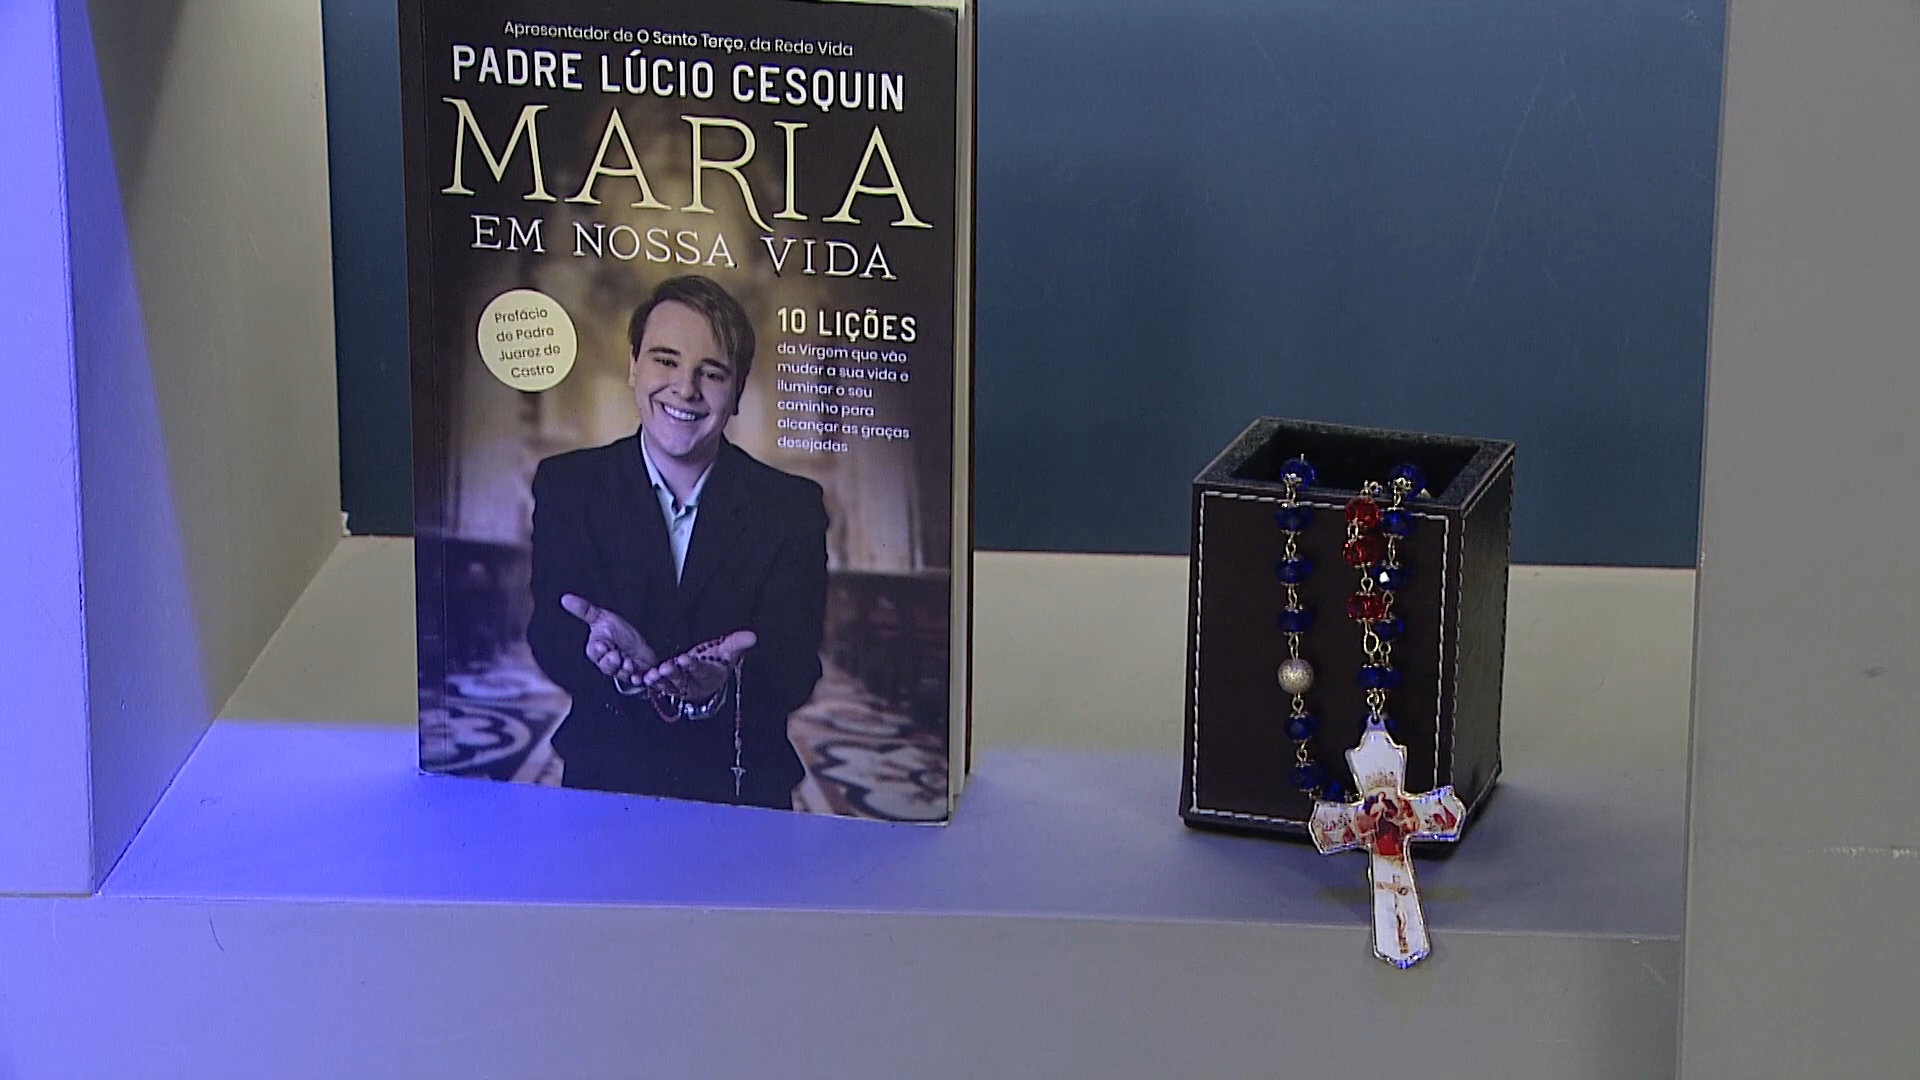 Apresentador de O Santo Terço, da Rede Vida
PADRE LÚCIO CESQUIN
MARIA
EM NOSSA VIDA
Prefácio
de Padre
Juarez de
Castro
10 LIÇÕES
da Virgem que vão
mudar a sua vida e
iluminar o seu
caminho para
alcançar as graças
desejadas